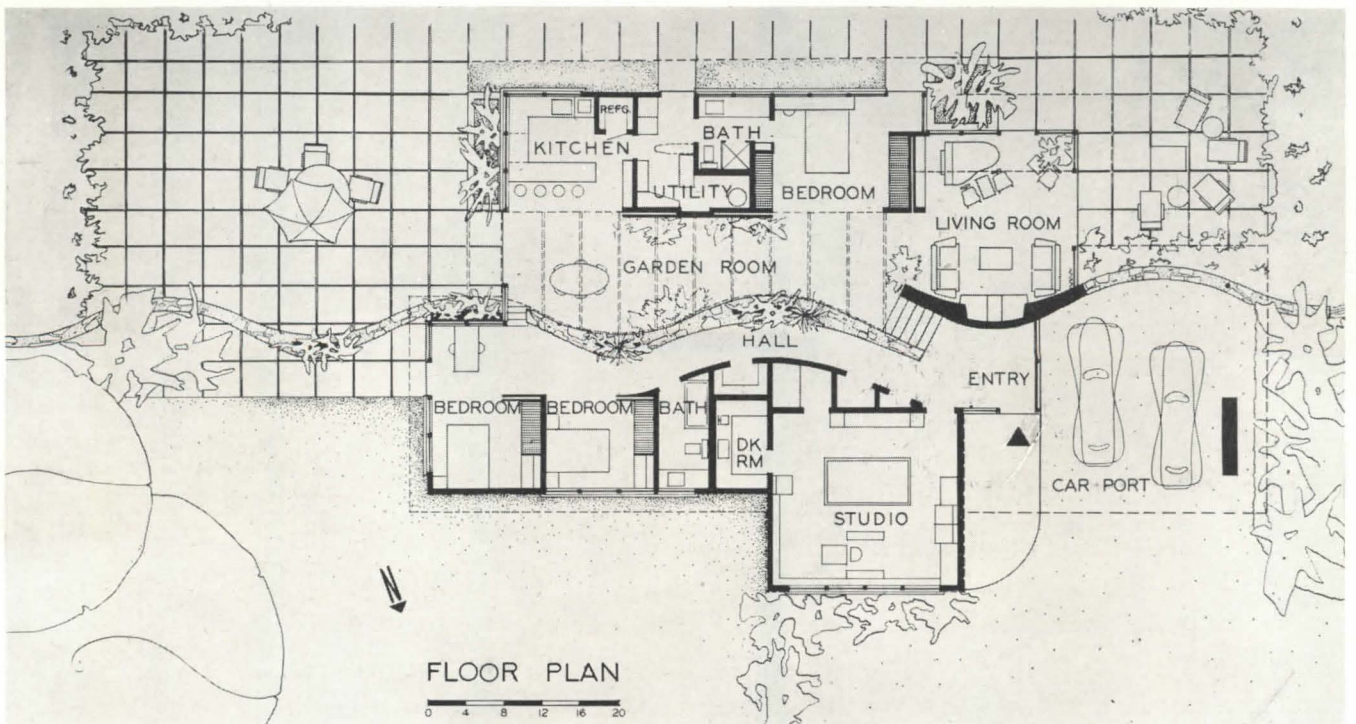 REFG.
KITCHEN
BATH
UTILITY
BEDROOM
LIVING ROOM
GARDEN ROOM
HALL
ENTRY
BEDROOM
BEDROOM
BATH
DK
RM
STUDIO
CAR PORT
N
FLOOR PLAN
0 4 8 12 16 20